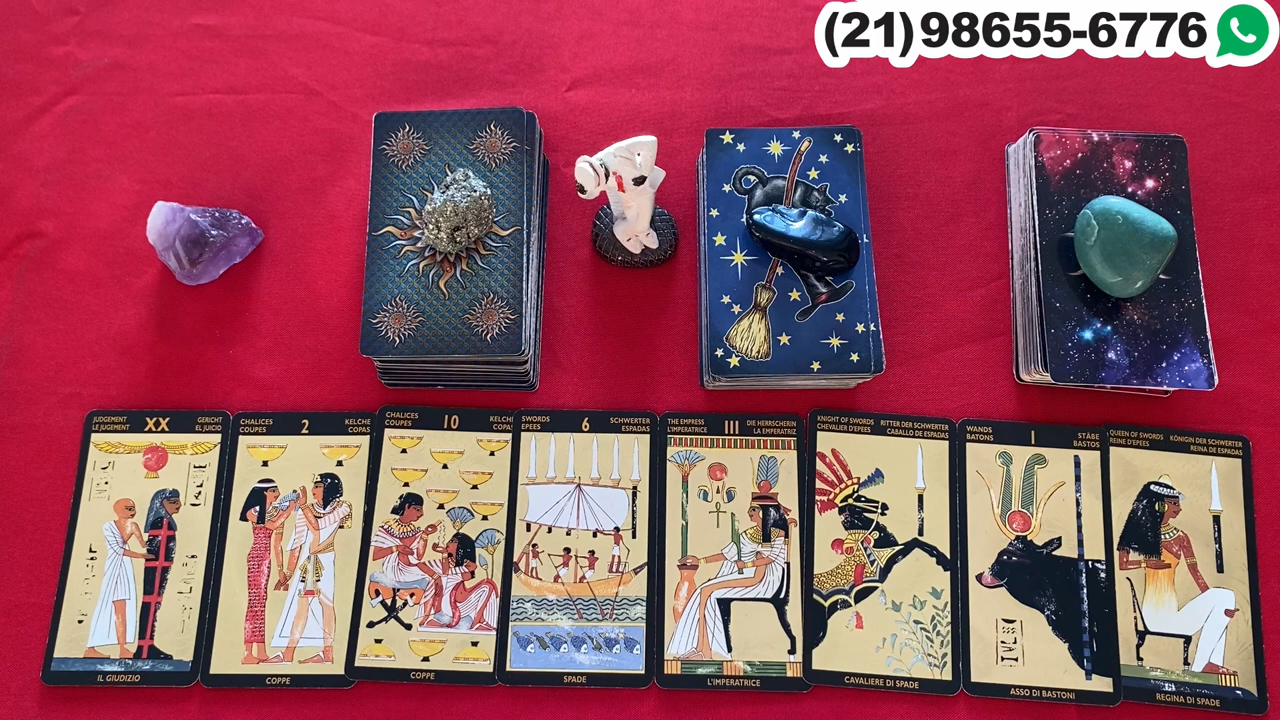 (21)98655-6776
JUDGEMENT
LE JUGEMENT
XX
GERICHT
EL JUICIO
IL GIUDIZIO
CHALICES
COUPES
2
KELCHE
COPAS
COPPE
CHALICES
COUPES
10
KELCH
COPAS
COPPE
SWORDS
EPEES
6
SCHWERTER
ESPADAS
SPADE
THE EMPRESS
L'IMPERATRICE
III
DIE HERRSCHERIN
LA EMPERATRIZ
L'IMPERATRICE
KNIGHT OF SWORDS
CHEVALIER D'EPEES
RITTER DER SCHWERTER
CABALLO DE ESPADAS
CAVALIERE DI SPADE
WANDS
BATONS
I
STÄBE
BASTOS
ASSO DI BASTONI
QUEEN OF SWORDS
REINE D'EPEES
KÖNIGIN DER SCHWERTER
REINA DE ESPADAS
REGINA DI SPADE